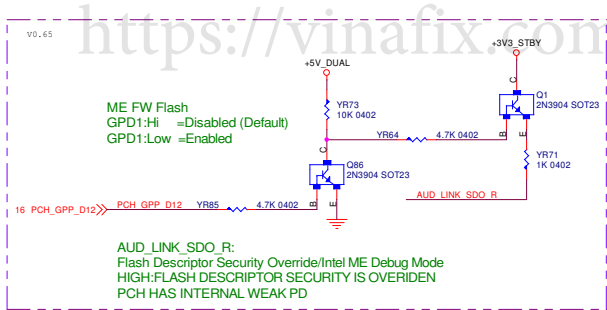 https://vinafix.com
V0.65
+3V3_STBY
+5V_DUAL
C
Q1
2N3904 SOT23
YR73
10K 0402
ME FW Flash
GPD1:Hi =Disabled (Default)
GPD1:Low =Enabled
YR64
4.7K 0402
B
E
C
Q86
2N3904 SOT23
YR71
1K 0402
AUD_LINK_SDO_R
16 PCH_GPP_D12
PCH_GPP_D12
YR85
4.7K 0402
B
E
AUD_LINK_SDO_R:
Flash Descriptor Security Override/Intel ME Debug Mode
HIGH:FLASH DESCRIPTOR SECURITY IS OVERIDEN
PCH HAS INTERNAL WEAK PD